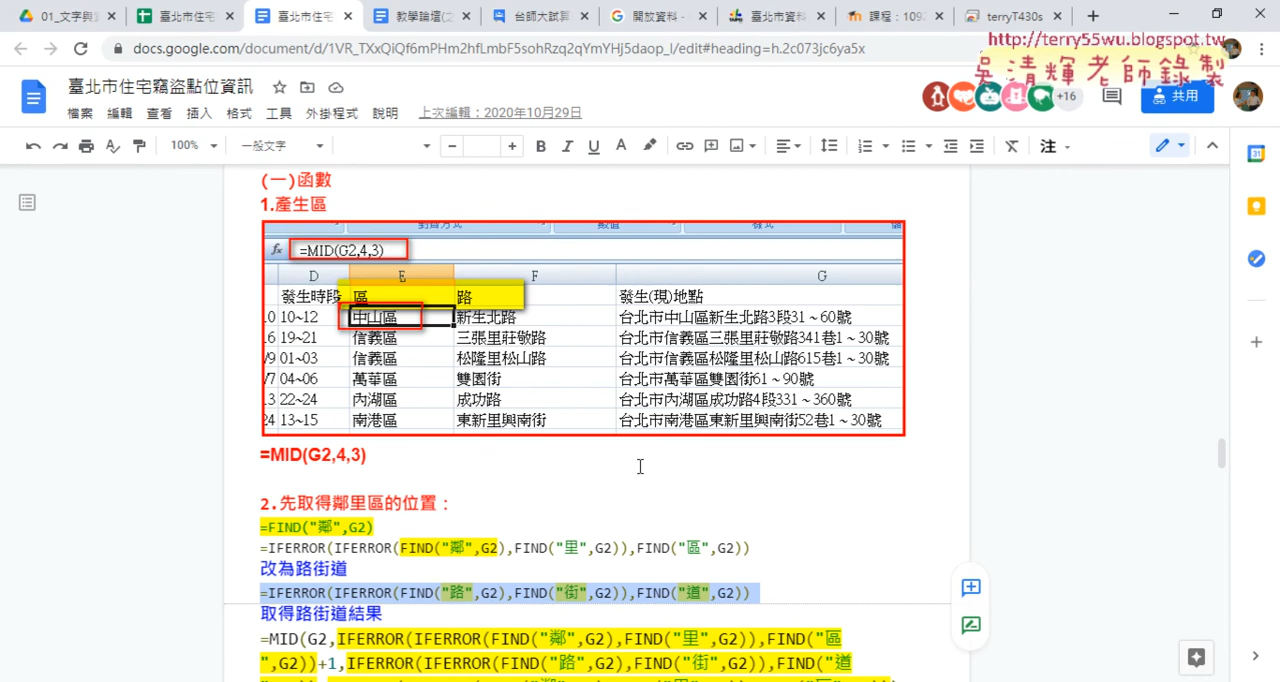 01_文字與
臺北市住宅
臺北市住宅
教學論壇(之
台師大試算
開放資料 -
臺北市資料
課程：1092
terryT430s
docs.google.com/document/d/1VR_TXxQiQf6mPHm2hfLmbF5sohRzq2qYmYHj5daop_I/edit#heading=h.2c073jc6ya5x
http://terry55wu.blogspot.tw
吳清輝老師錄製
臺北市住宅竊盜點位資訊
檔案 編輯 查看 插入 格式 工具 外掛程式 說明 上次編輯：2020年10月29日
+16
共用
100% 一般文字 注
(一)函數
1.產生區
=MID(G2,4,3)
D E F G
發生時段 區 路 發生(現)地點
10 10~12 中山區 新生北路 台北市中山區新生北路3段31～60號
16 19~21 信義區 三張里莊敬路 台北市信義區三張里莊敬路341巷1～30號
/9 01~03 信義區 松隆里松山路 台北市信義區松隆里松山路615巷1～30號
/7 04~06 萬華區 雙園街 台北市萬華區雙園街61～90號
13 22~24 內湖區 成功路 台北市內湖區成功路4段331～360號
24 13~15 南港區 東新里興南街 台北市南港區東新里興南街52巷1～30號
=MID(G2,4,3)
2.先取得鄰里區的位置：
=FIND("鄰",G2)
=IFERROR(IFERROR(FIND("鄰",G2),FIND("里",G2)),FIND("區",G2))
改為路街道
=IFERROR(IFERROR(FIND("路",G2),FIND("街",G2)),FIND("道",G2))
取得路街道結果
=MID(G2,IFERROR(IFERROR(FIND("鄰",G2),FIND("里",G2)),FIND("區
",G2))+1,IFERROR(IFERROR(FIND("路",G2),FIND("街",G2)),FIND("道